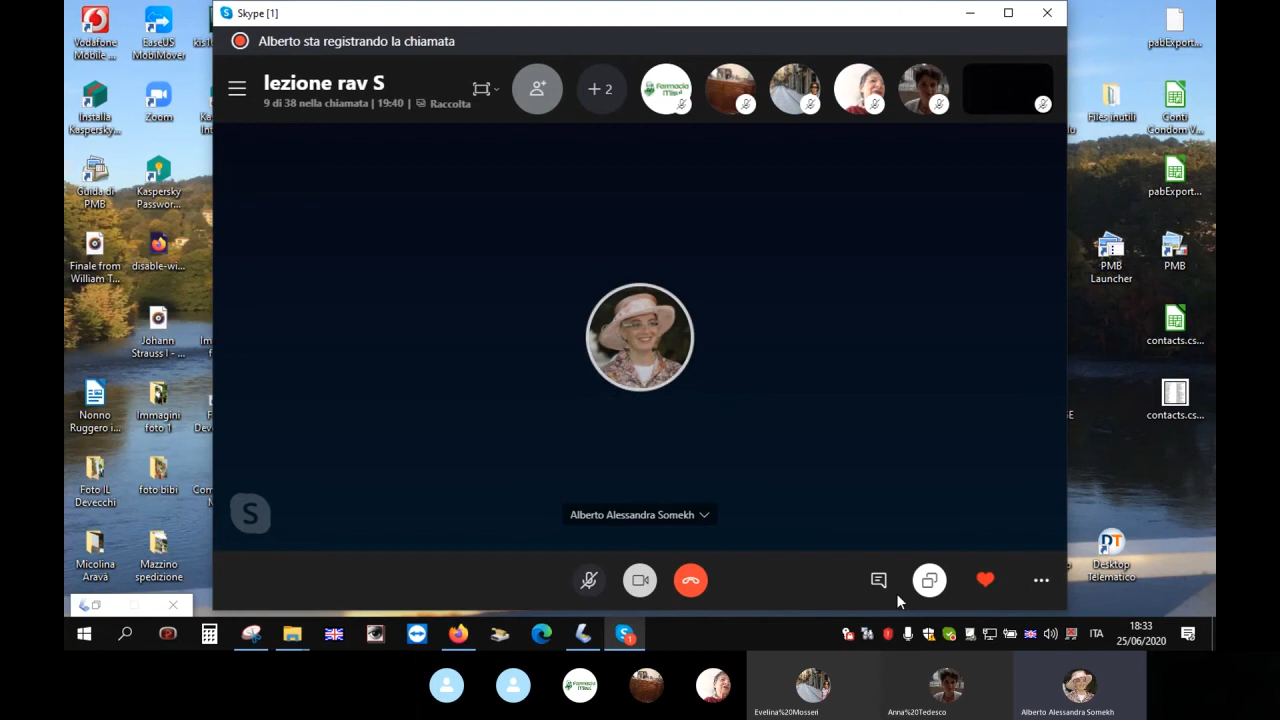 Skype [1]
Alberto sta registrando la chiamata
lezione rav S
9 di 38 nella chiamata | 19:40 | Raccolta
+ 2
Farmacia
Vodafone
Mobile ...
EaseUS
MobiMover
Installa
Kaspersky...
Zoom
Guida di
PMB
Kaspersky
Passwor...
Finale from
William T...
disable-wi...
Johann
Strauss I - ...
Nonno
Ruggero i...
Immagini
foto 1
Foto IL
Devecchi
foto bibi
Micolina
Aravà
Mazzino
spedizione
S
Alberto Alessandra Somekh
pabExport...
Files inutili
Conti
Condom V...
pabExport...
PMB
Launcher
PMB
contacts.cs...
contacts.cs...
DT
Desktop
Telematico
ITA
18:33
25/06/2020
Farmacia
Evelina%20Mosseri
Anna%20Tedesco
Alberto Alessandra Somekh